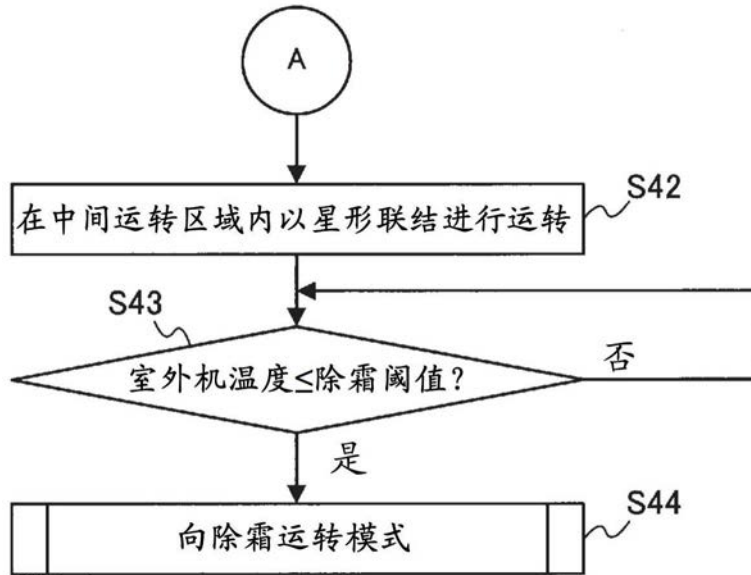 A
S42
在中间运转区域内以星形联结进行运转
S43
室外机温度≤除霜阈值?
否
是
S44
向除霜运转模式